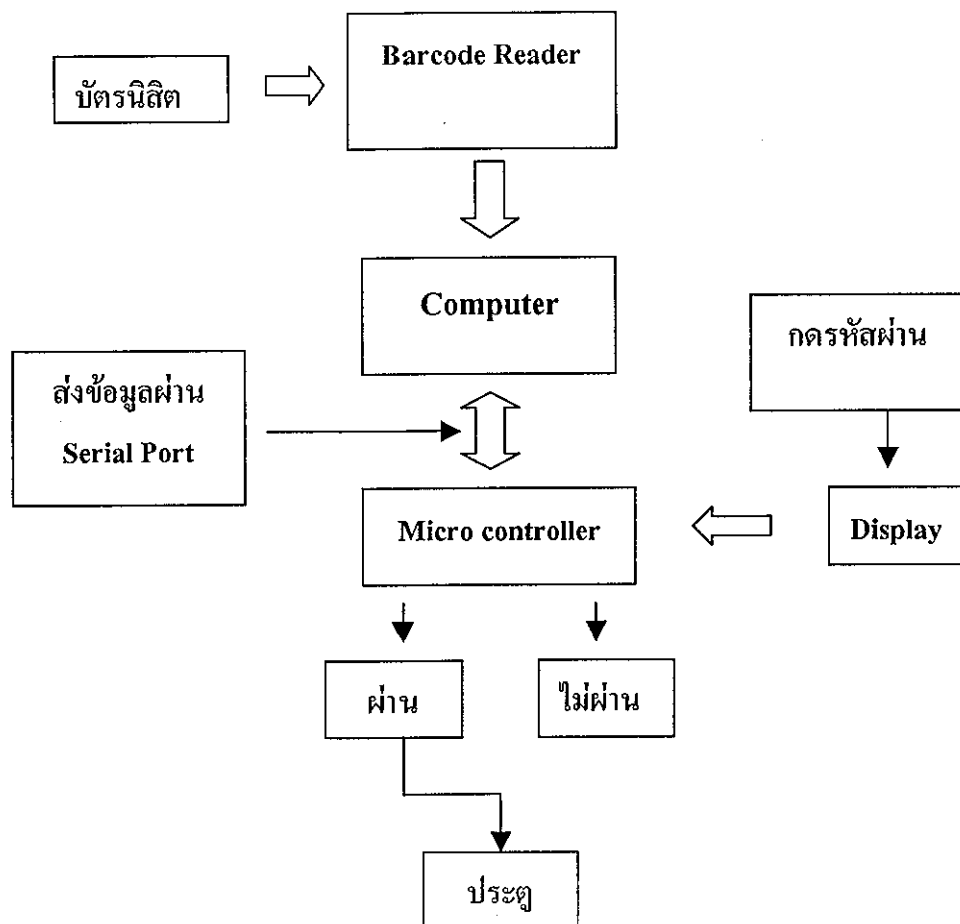 Barcode Reader
บัตรนิสิต
Computer
กดรหัสผ่าน
ส่งข้อมูลผ่าน
Serial Port
Micro controller
Display
ผ่าน
ไม่ผ่าน
ประตู